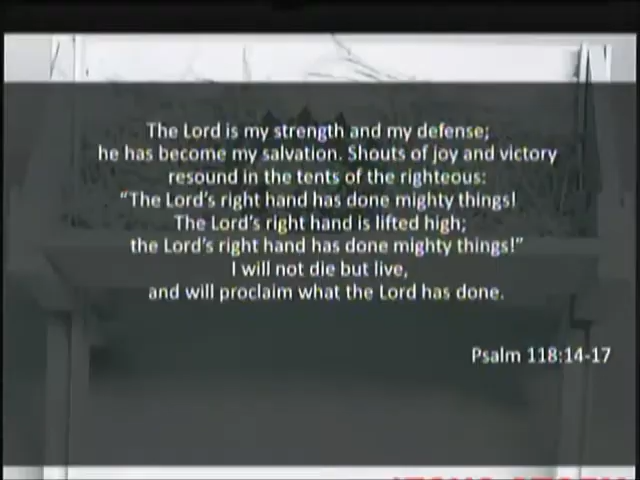 The Lord is my strength and my defense;
he has become my salvation. Shouts of joy and victory
resound in the tents of the righteous:
“The Lord’s right hand has done mighty things!
The Lord’s right hand is lifted high;
the Lord’s right hand has done mighty things!”
I will not die but live,
and will proclaim what the Lord has done.
Psalm 118:14-17